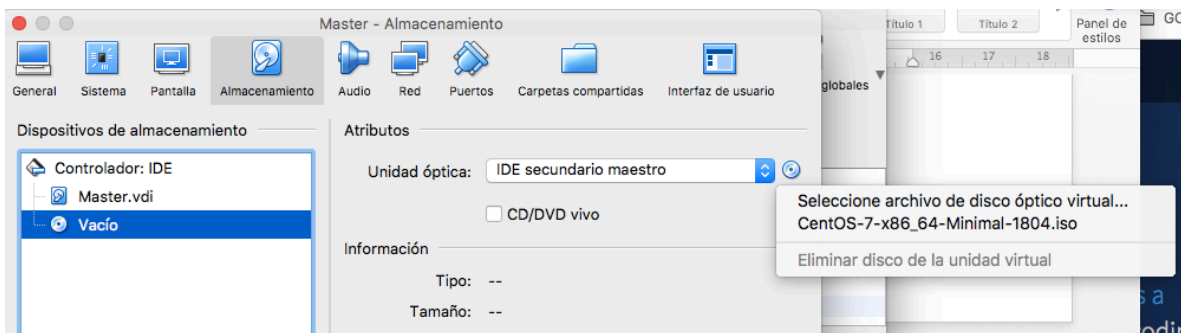 Master - Almacenamiento
General
Sistema
Pantalla
Almacenamiento
Audio
Red
Puertos
Carpetas compartidas
Interfaz de usuario
Dispositivos de almacenamiento
Controlador: IDE
Master.vdi
Vacío
Atributos
Unidad óptica: IDE secundario maestro
CD/DVD vivo
Información
Tipo: --
Tamaño: --
Seleccione archivo de disco óptico virtual...
CentOS-7-x86_64-Minimal-1804.iso
Eliminar disco de la unidad virtual
globales
Título 1
Título 2
Panel de
estilos
16 17 18
GO
s a